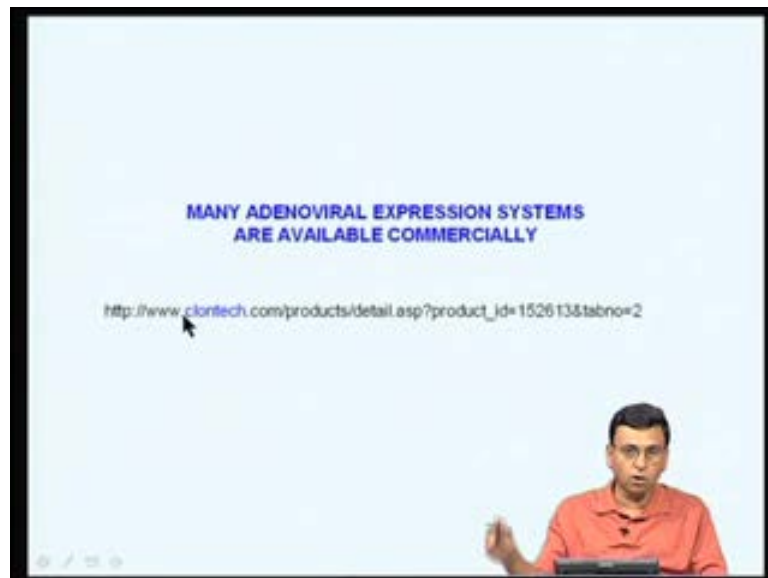 MANY ADENOVIRAL EXPRESSION SYSTEMS
ARE AVAILABLE COMMERCIALLY
http://www.clontech.com/products/detail.asp?product_id=152613&tabno=2